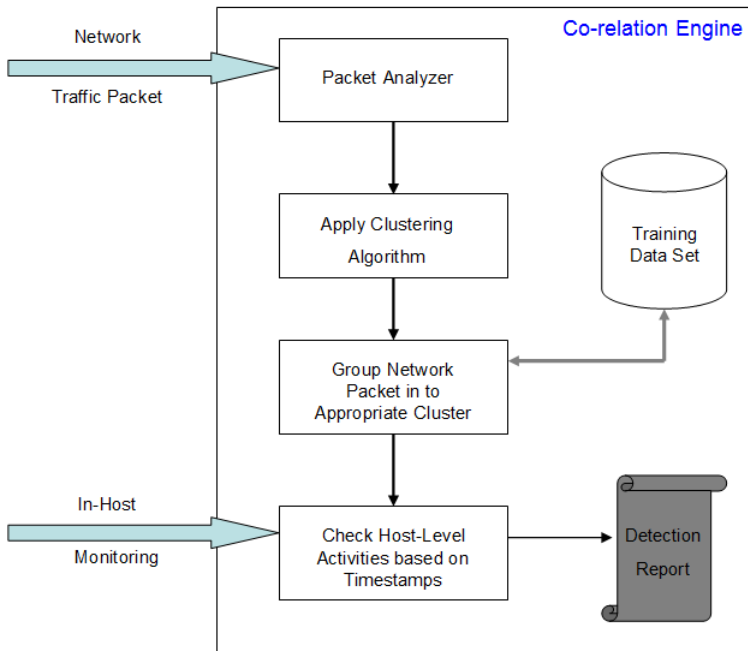 Co-relation Engine
Network
Traffic Packet
Packet Analyzer
Apply Clustering
Algorithm
Training
Data Set
Group Network
Packet in to
Appropriate Cluster
In-Host
Monitoring
Check Host-Level
Activities based on
Timestamps
Detection
Report